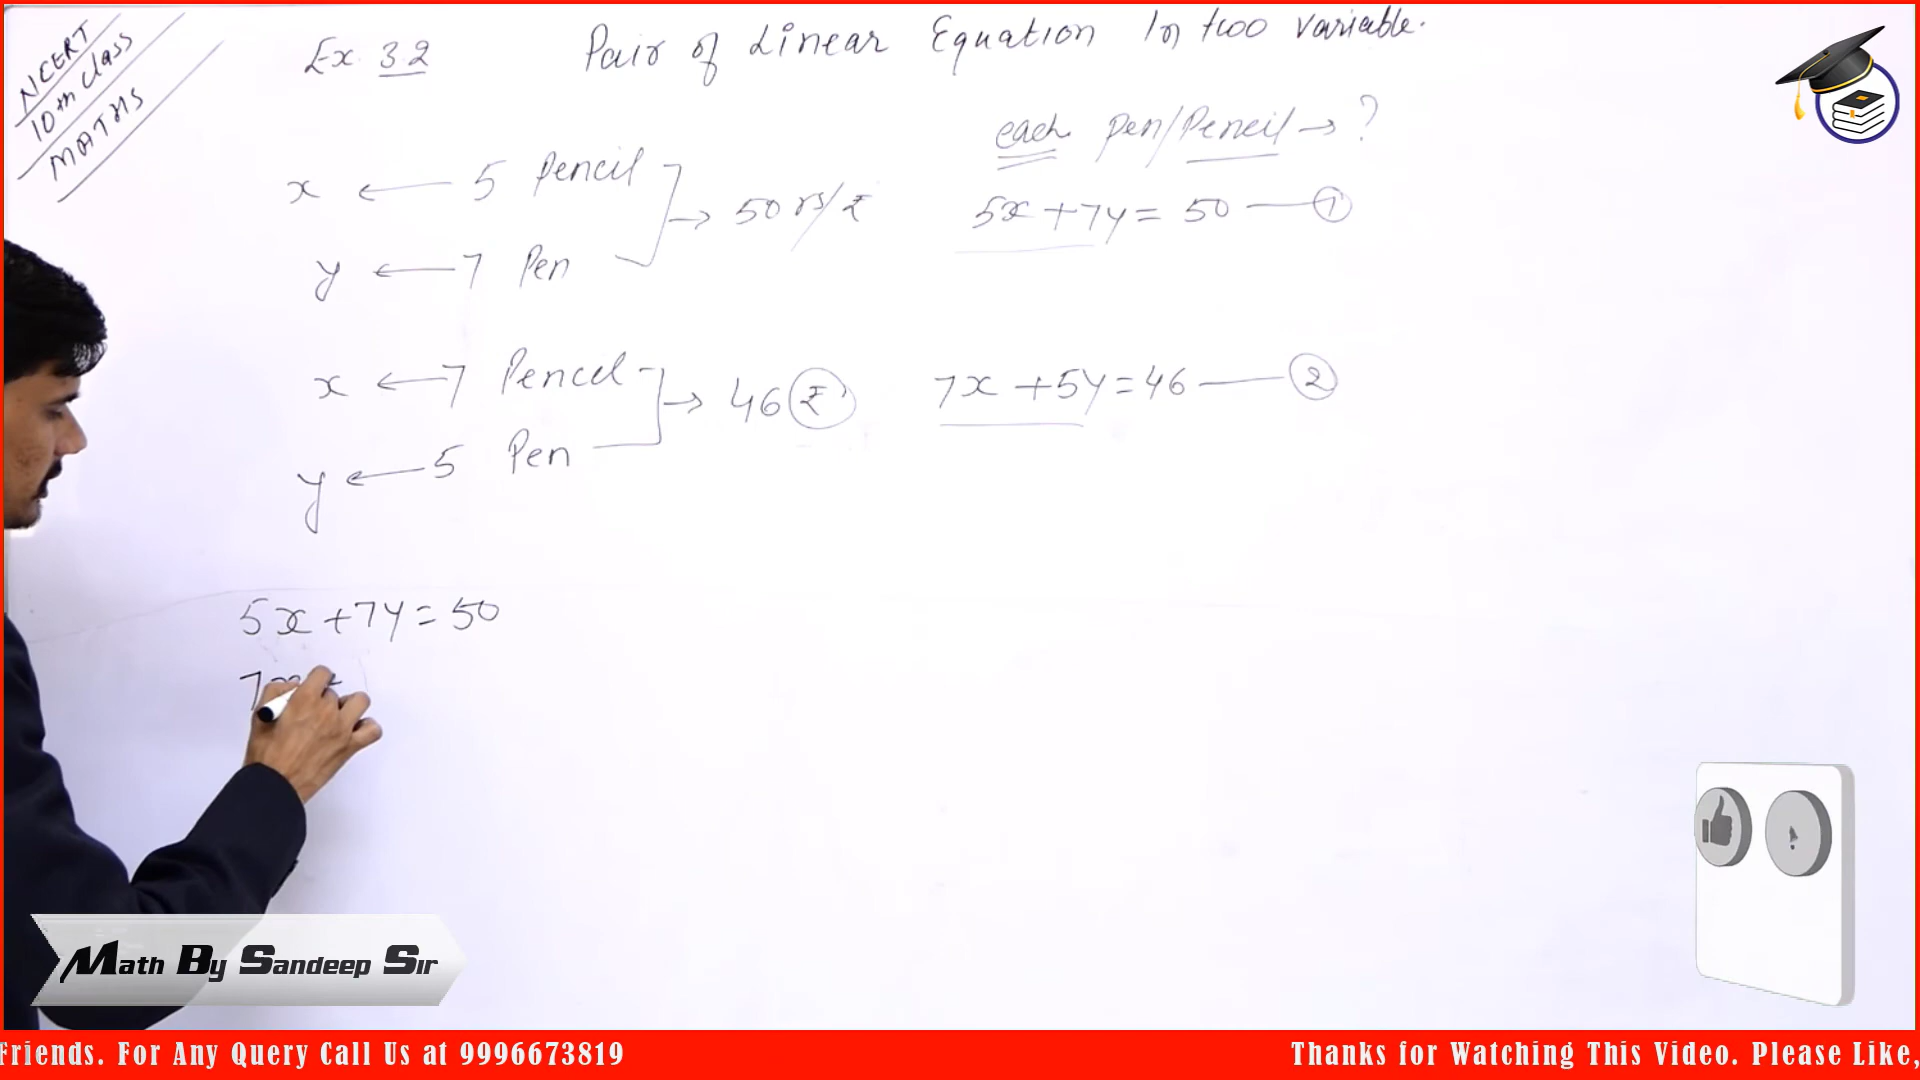 NCERT
10th class
MATHS
Ex. 3.2 Pair of Linear Equation In two variable.
each Pen/Pencil → ?
x ← 5 Pencil
→ 50 rs/₹
5x + 7y = 50 — 1
y ← 7 Pen
x ← 7 Pencil
→ 46 ₹
7x + 5y = 46 — 2
y ← 5 Pen
5x + 7y = 50
7x +
Math By Sandeep Sir
Friends. For Any Query Call Us at 9996673819
Thanks for Watching This Video. Please Like,